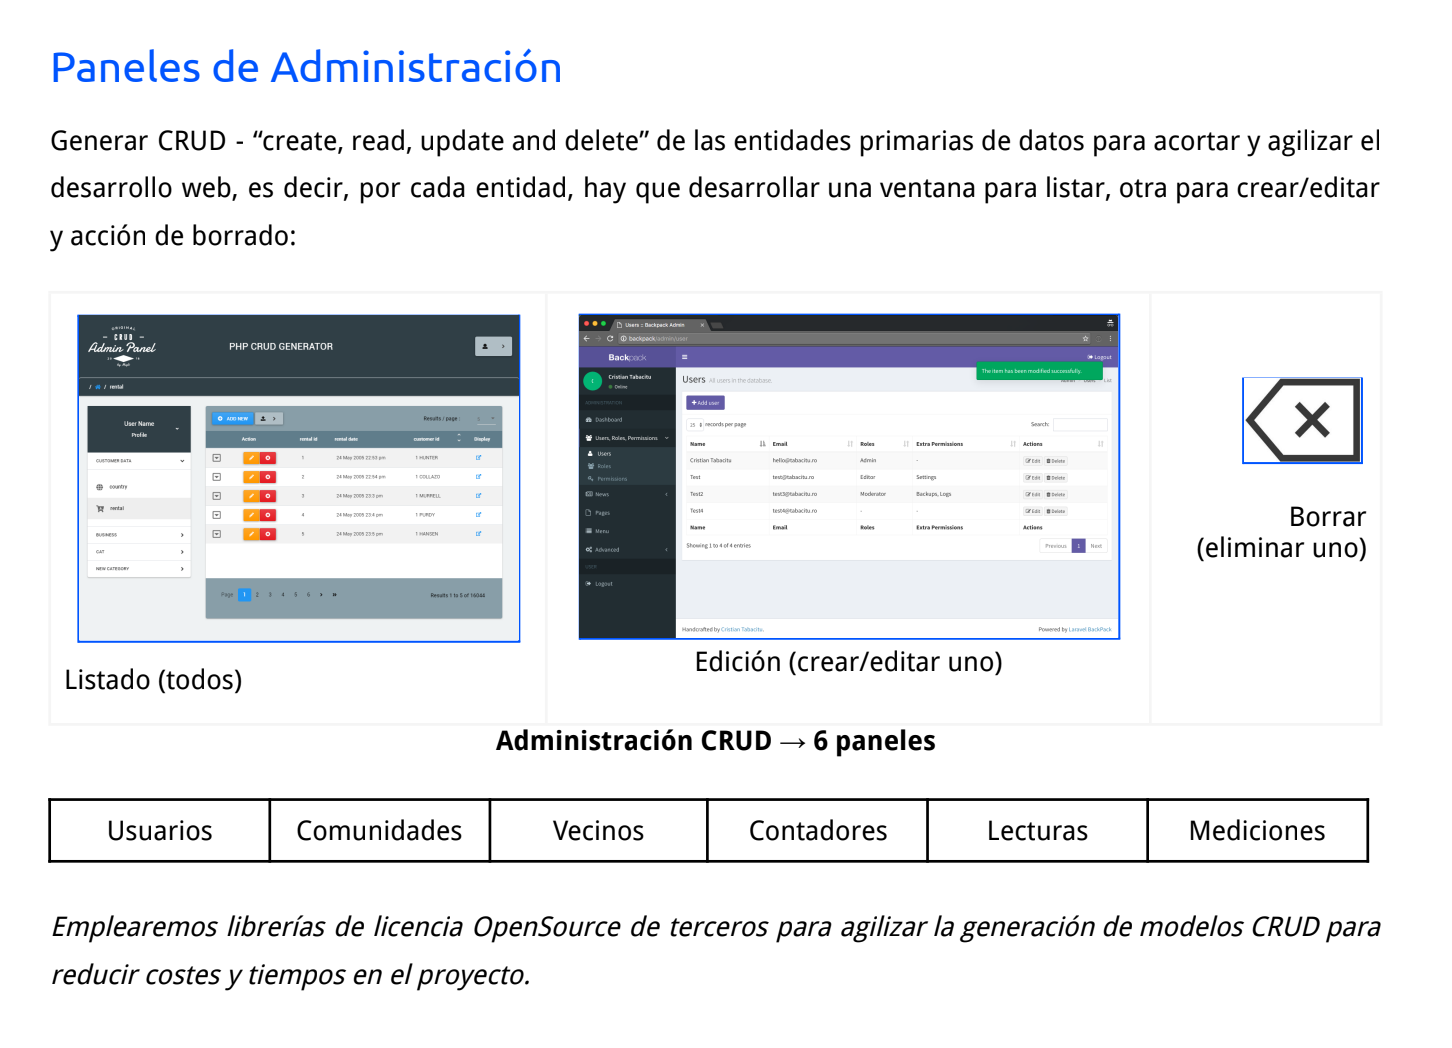 Paneles de Administración
Generar CRUD - “create, read, update and delete” de las entidades primarias de datos para acortar y agilizar el
desarrollo web, es decir, por cada entidad, hay que desarrollar una ventana para listar, otra para crear/editar
y acción de borrado:
ORIGINAL
- CRUD -
Admin Panel
PHP CRUD GENERATOR
/ rental
User Name
Profile
CUSTOMER DATA
country
rental
BUSINESS
CAT
NEW CATEGORY
ADD NEW
Results / page :
Action rental id rental date customer id Display
1 24 May 2005 22:53 pm 1 HUNTER
2 24 May 2005 22:54 pm 1 COLLAZO
3 24 May 2005 23:3 pm 1 MURRELL
4 24 May 2005 23:4 pm 1 PURDY
5 24 May 2005 23:5 pm 1 HANSEN
Page 1 2 3 4 5 6 › »
Results 1 to 5 of 16044
Listado (todos)
Users :: Backpack Admin
backpack/admin/user
Backpack
Logout
The item has been modified successfully.
C
Cristian Tabacitu
Online
ADMINISTRATION
Dashboard
Users, Roles, Permissions
Users
Roles
Permissions
News
Pages
Menu
Advanced
USER
Logout
Users All users in the database.
List
+ Add user
25 records per page
Search:
Name Email Roles Extra Permissions Actions
Cristian Tabacitu hello@tabacitu.ro Admin - Edit Delete
Test test@tabacitu.ro Editor Settings Edit Delete
Test2 test3@tabacitu.ro Moderator Backups, Logs Edit Delete
Test4 test4@tabacitu.ro - - Edit Delete
Name Email Roles Extra Permissions Actions
Showing 1 to 4 of 4 entries
Previous 1 Next
Handcrafted by Cristian Tabacitu.
Powered by Laravel BackPack
Edición (crear/editar uno)
Borrar
(eliminar uno)
Administración CRUD → 6 paneles
Usuarios Comunidades Vecinos Contadores Lecturas Mediciones
Emplearemos librerías de licencia OpenSource de terceros para agilizar la generación de modelos CRUD para
reducir costes y tiempos en el proyecto.